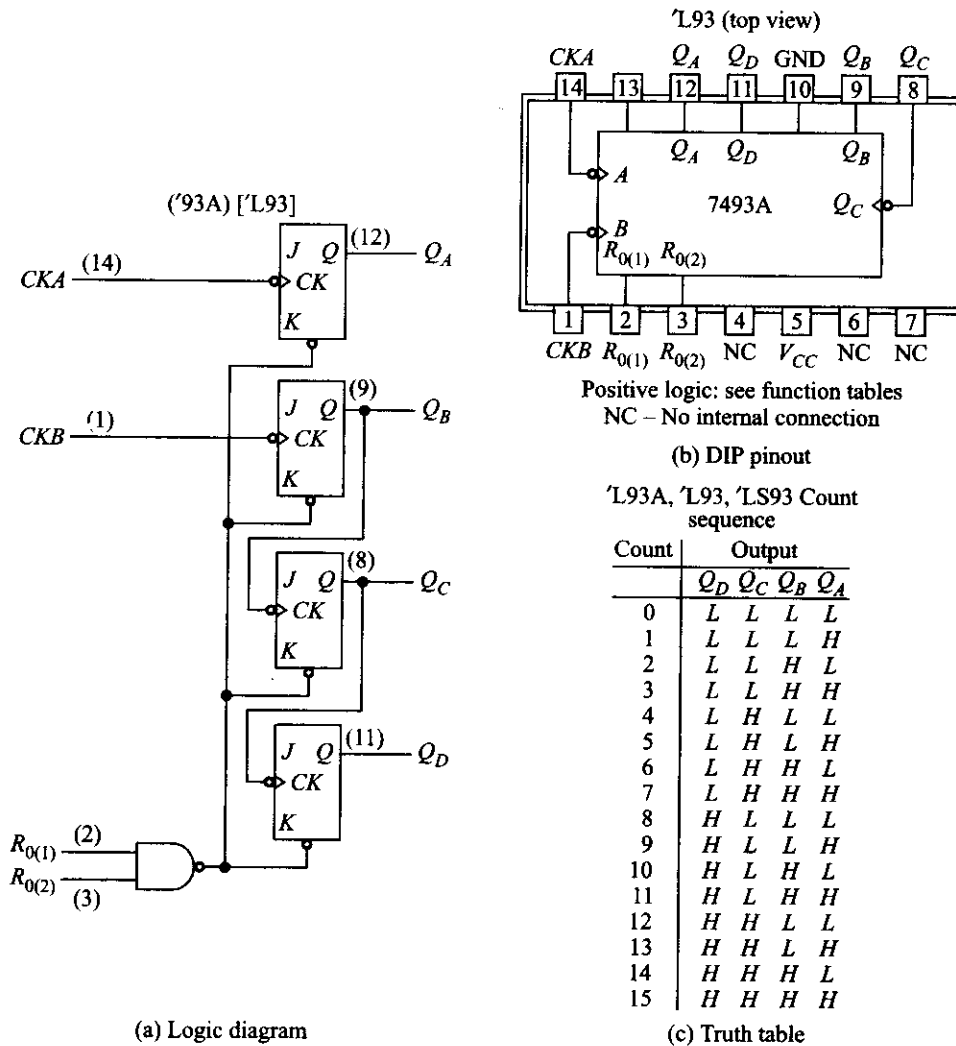 ('93A) ['L93]
J Q (12) Q_A
CKA (14) CK
K
J Q (9) Q_B
CKB (1) CK
K
J Q (8) Q_C
CK
K
J Q (11) Q_D
CK
K
R_0(1) (2)
R_0(2) (3)
(a) Logic diagram
'L93 (top view)
CKA Q_A Q_D GND Q_B Q_C
14 13 12 11 10 9 8
Q_A Q_D Q_B
A
7493A Q_C
B
R_0(1) R_0(2)
1 2 3 4 5 6 7
CKB R_0(1) R_0(2) NC V_CC NC NC
Positive logic: see function tables
NC – No internal connection
(b) DIP pinout
'L93A, 'L93, 'LS93 Count
sequence
Count Output
Q_D Q_C Q_B Q_A
0 L L L L
1 L L L H
2 L L H L
3 L L H H
4 L H L L
5 L H L H
6 L H H L
7 L H H H
8 H L L L
9 H L L H
10 H L H L
11 H L H H
12 H H L L
13 H H L H
14 H H H L
15 H H H H
(c) Truth table